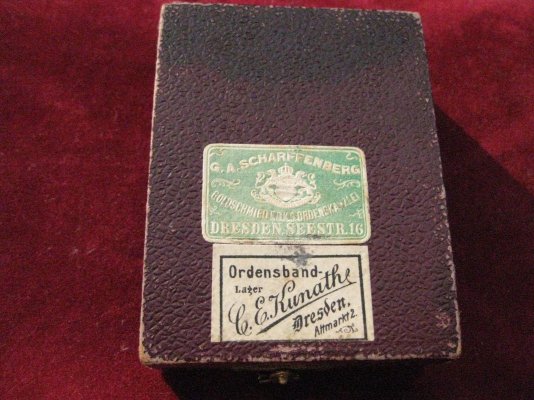 G. A. SCHARFFENBERG
DRESDEN, SEESTR. 16
Ordensband-
Lager
C. E. Kunath
Dresden,
Altmarkt 2.